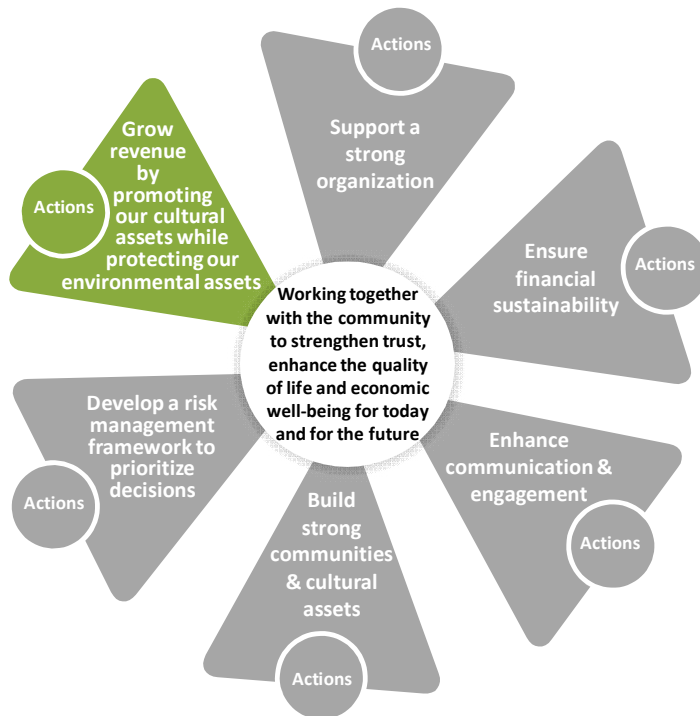 Actions
Support a
strong
organization
Actions
Ensure
financial
sustainability
Actions
Enhance
communication &
engagement
Actions
Build
strong
communities
& cultural
assets
Actions
Develop a risk
management
framework to
prioritize
decisions
Actions
Grow
revenue
by
promoting
our cultural
assets while
protecting our
environmental assets
Working together
with the community
to strengthen trust,
enhance the quality
of life and economic
well-being for today
and for the future